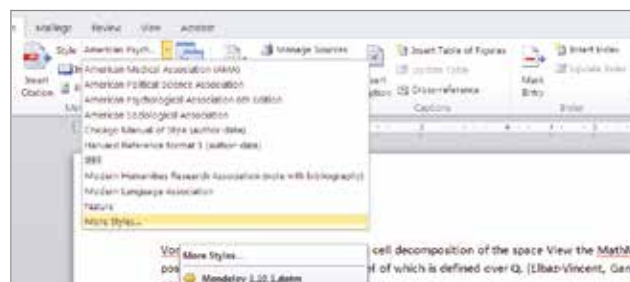 Mailings Review View Acrobat
Style: American Psych...
Manage Sources
Insert Table of Figures
Insert Index
Insert Citation
Update Table
Update Index
Cross-reference
Mark Entry
Captions
Index
American Medical Association (AMA)
American Political Science Association
American Psychological Association 6th Edition
American Sociological Association
Chicago Manual of Style (author-date)
Harvard Reference format 1 (author-date)
IEEE
Modern Humanities Research Association (note with bibliography)
Modern Language Association
Nature
More Styles...
More Styles...
Mendeley 1.10.1.dotm
cell decomposition of the space View the
of which is defined over Q. (Elbaz-Vincent,